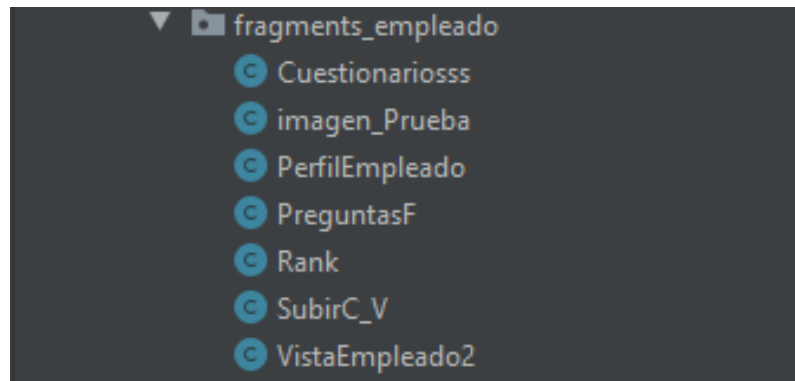 fragments_empleado
C Cuestionariosss
C imagen_Prueba
C PerfilEmpleado
C PreguntasF
C Rank
C SubirC_V
C VistaEmpleado2